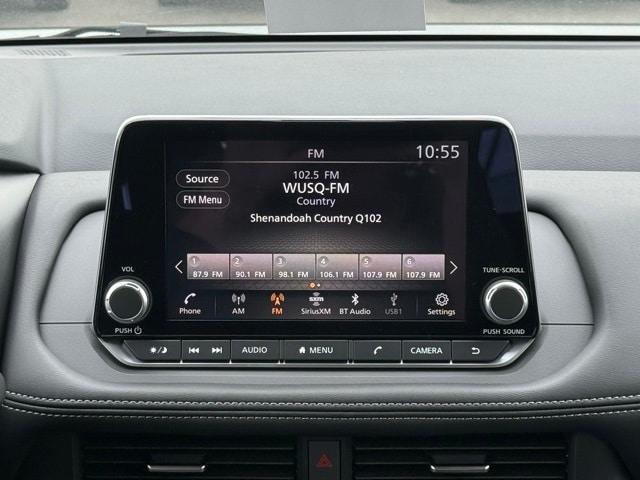 FM 10:55
102.5 FM
Source WUSQ-FM
Country
FM Menu
Shenandoah Country Q102
1 2 3 4 5 6
87.9 FM 90.1 FM 98.1 FM 106.1 FM 107.9 FM 107.9 FM
VOL TUNE·SCROLL
SXM
Phone AM FM SiriusXM BT Audio USB1 Settings
PUSH PUSH SOUND
AUDIO MENU CAMERA